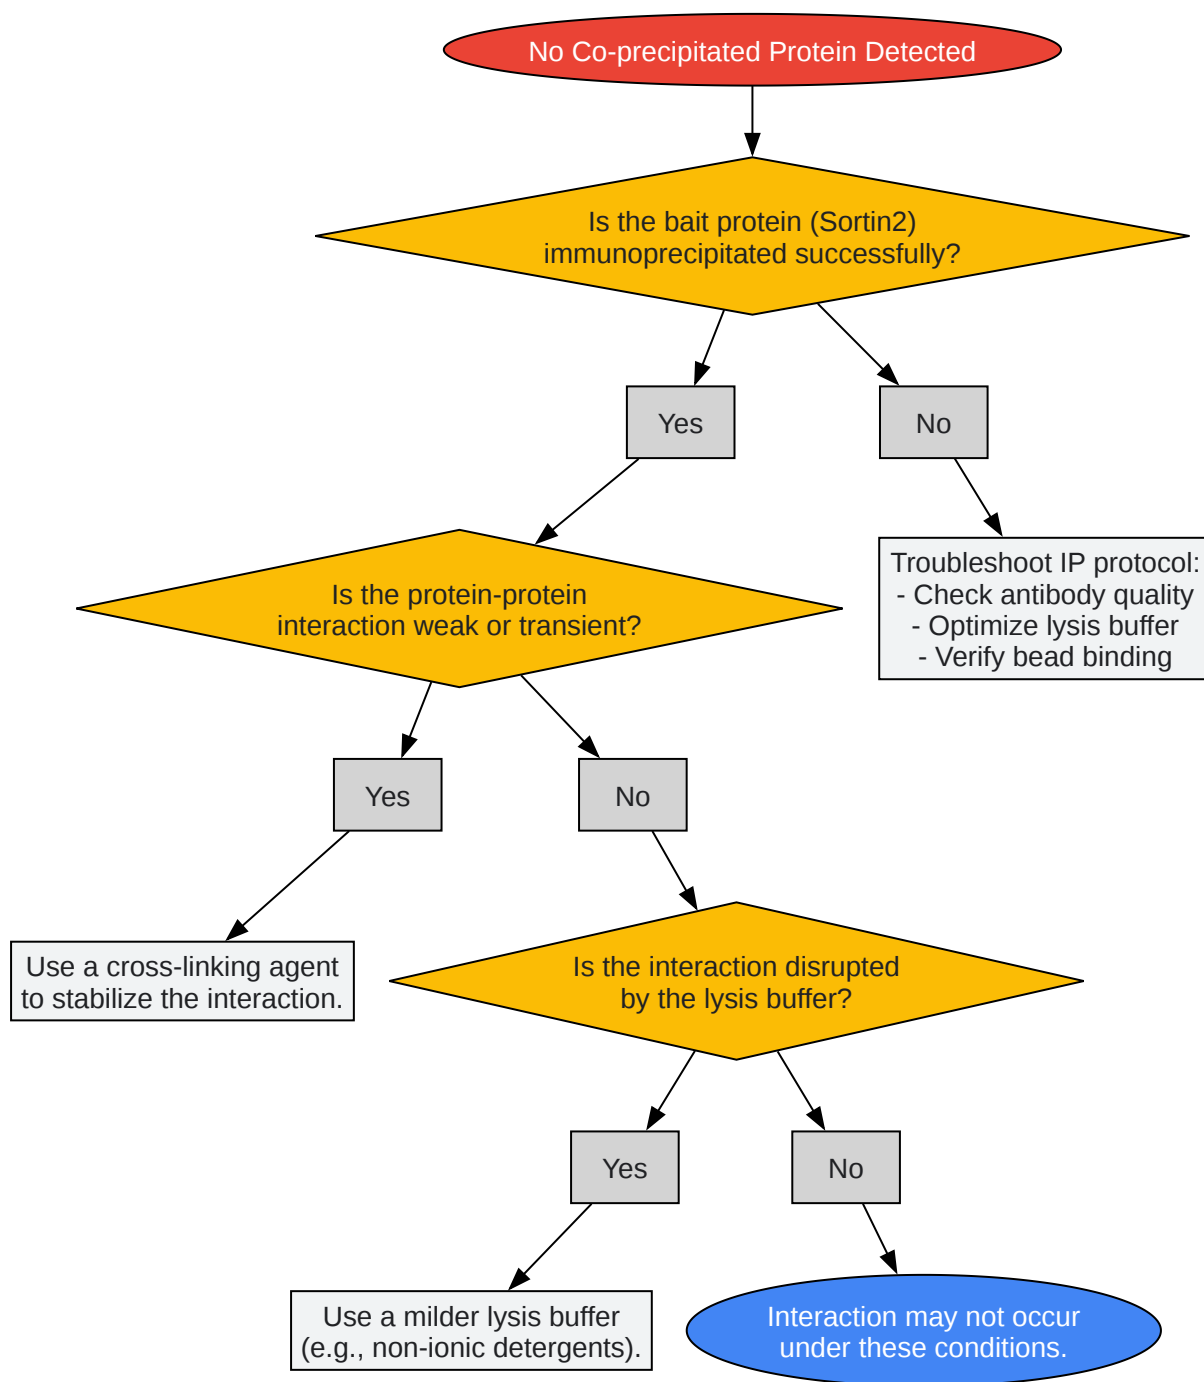 No Co-precipitated Protein Detected
Is the bait protein (Sortin2)
immunoprecipitated successfully?
Yes
No
Is the protein-protein
interaction weak or transient?
Troubleshoot IP protocol:
- Check antibody quality
- Optimize lysis buffer
- Verify bead binding
Yes
No
Use a cross-linking agent
to stabilize the interaction.
Is the interaction disrupted
by the lysis buffer?
Yes
No
Use a milder lysis buffer
(e.g., non-ionic detergents).
Interaction may not occur
under these conditions.